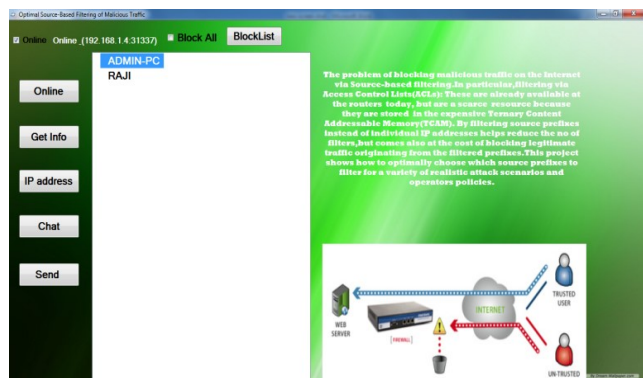 Optimal Source-Based Filtering of Malicious Traffic
Online Online (192.168.1.4:31337) Block All BlockList
ADMIN-PC
RAJI
Online
Get Info
IP address
Chat
Send
The problem of blocking malicious traffic on the Internet
via Source-based filtering.In particular,filtering via
Access Control Lists(ACLs): These are already available at
the routers today, but are a scarce resource because
they are stored in the expensive Ternary Content
Addressable Memory(TCAM). By filtering source prefixes
instead of individual IP addresses helps reduce the no of
filters,but comes also at the cost of blocking legitimate
traffic originating from the filtered prefixes.This project
shows how to optimally choose which source prefixes to
filter for a variety of realistic attack scenarios and
operators policies.
TRUSTED
USER
INTERNET
WEB
SERVER
FIREWALL
UN-TRUSTED